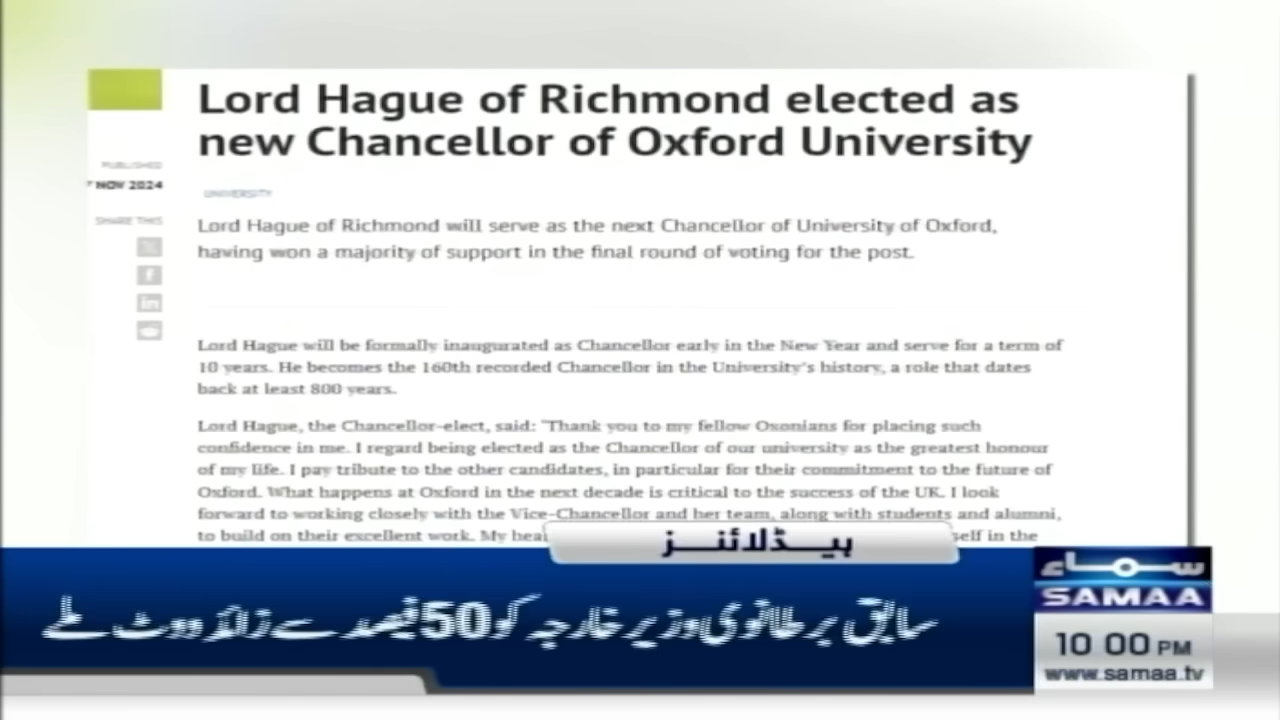 Lord Hague of Richmond elected as
new Chancellor of Oxford University
PUBLISHED
NOV 2024
UNIVERSITY
SHARE THIS
Lord Hague of Richmond will serve as the next Chancellor of University of Oxford,
having won a majority of support in the final round of voting for the post.
Lord Hague will be formally inaugurated as Chancellor early in the New Year and serve for a term of
10 years. He becomes the 160th recorded Chancellor in the University's history, a role that dates
back at least 800 years.
Lord Hague, the Chancellor-elect, said: 'Thank you to my fellow Oxonians for placing such
confidence in me. I regard being elected as the Chancellor of our university as the greatest honour
of my life. I pay tribute to the other candidates, in particular for their commitment to the future of
Oxford. What happens at Oxford in the next decade is critical to the success of the UK. I look
forward to working closely with the Vice-Chancellor and her team, along with students and alumni,
to build on their excellent work. My self in the
ہیڈلائنز
سابق برطانوی وزیر خارجہ کو 50 فیصد سے زائد ووٹ ملے
سماء
SAMAA
10 00 PM
www.samaa.tv